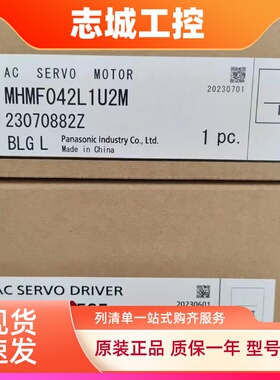 志城工控
AC SERVO MOTOR
20230701
MHMF042L1U2M
23070882Z
BLG L
Panasonic Industry Co., Ltd.
Made in China
1 pc.
AC SERVO DRIVER
20230601
现货
当天发
列清单一站式购齐服务
原装正品 质保一年 型号